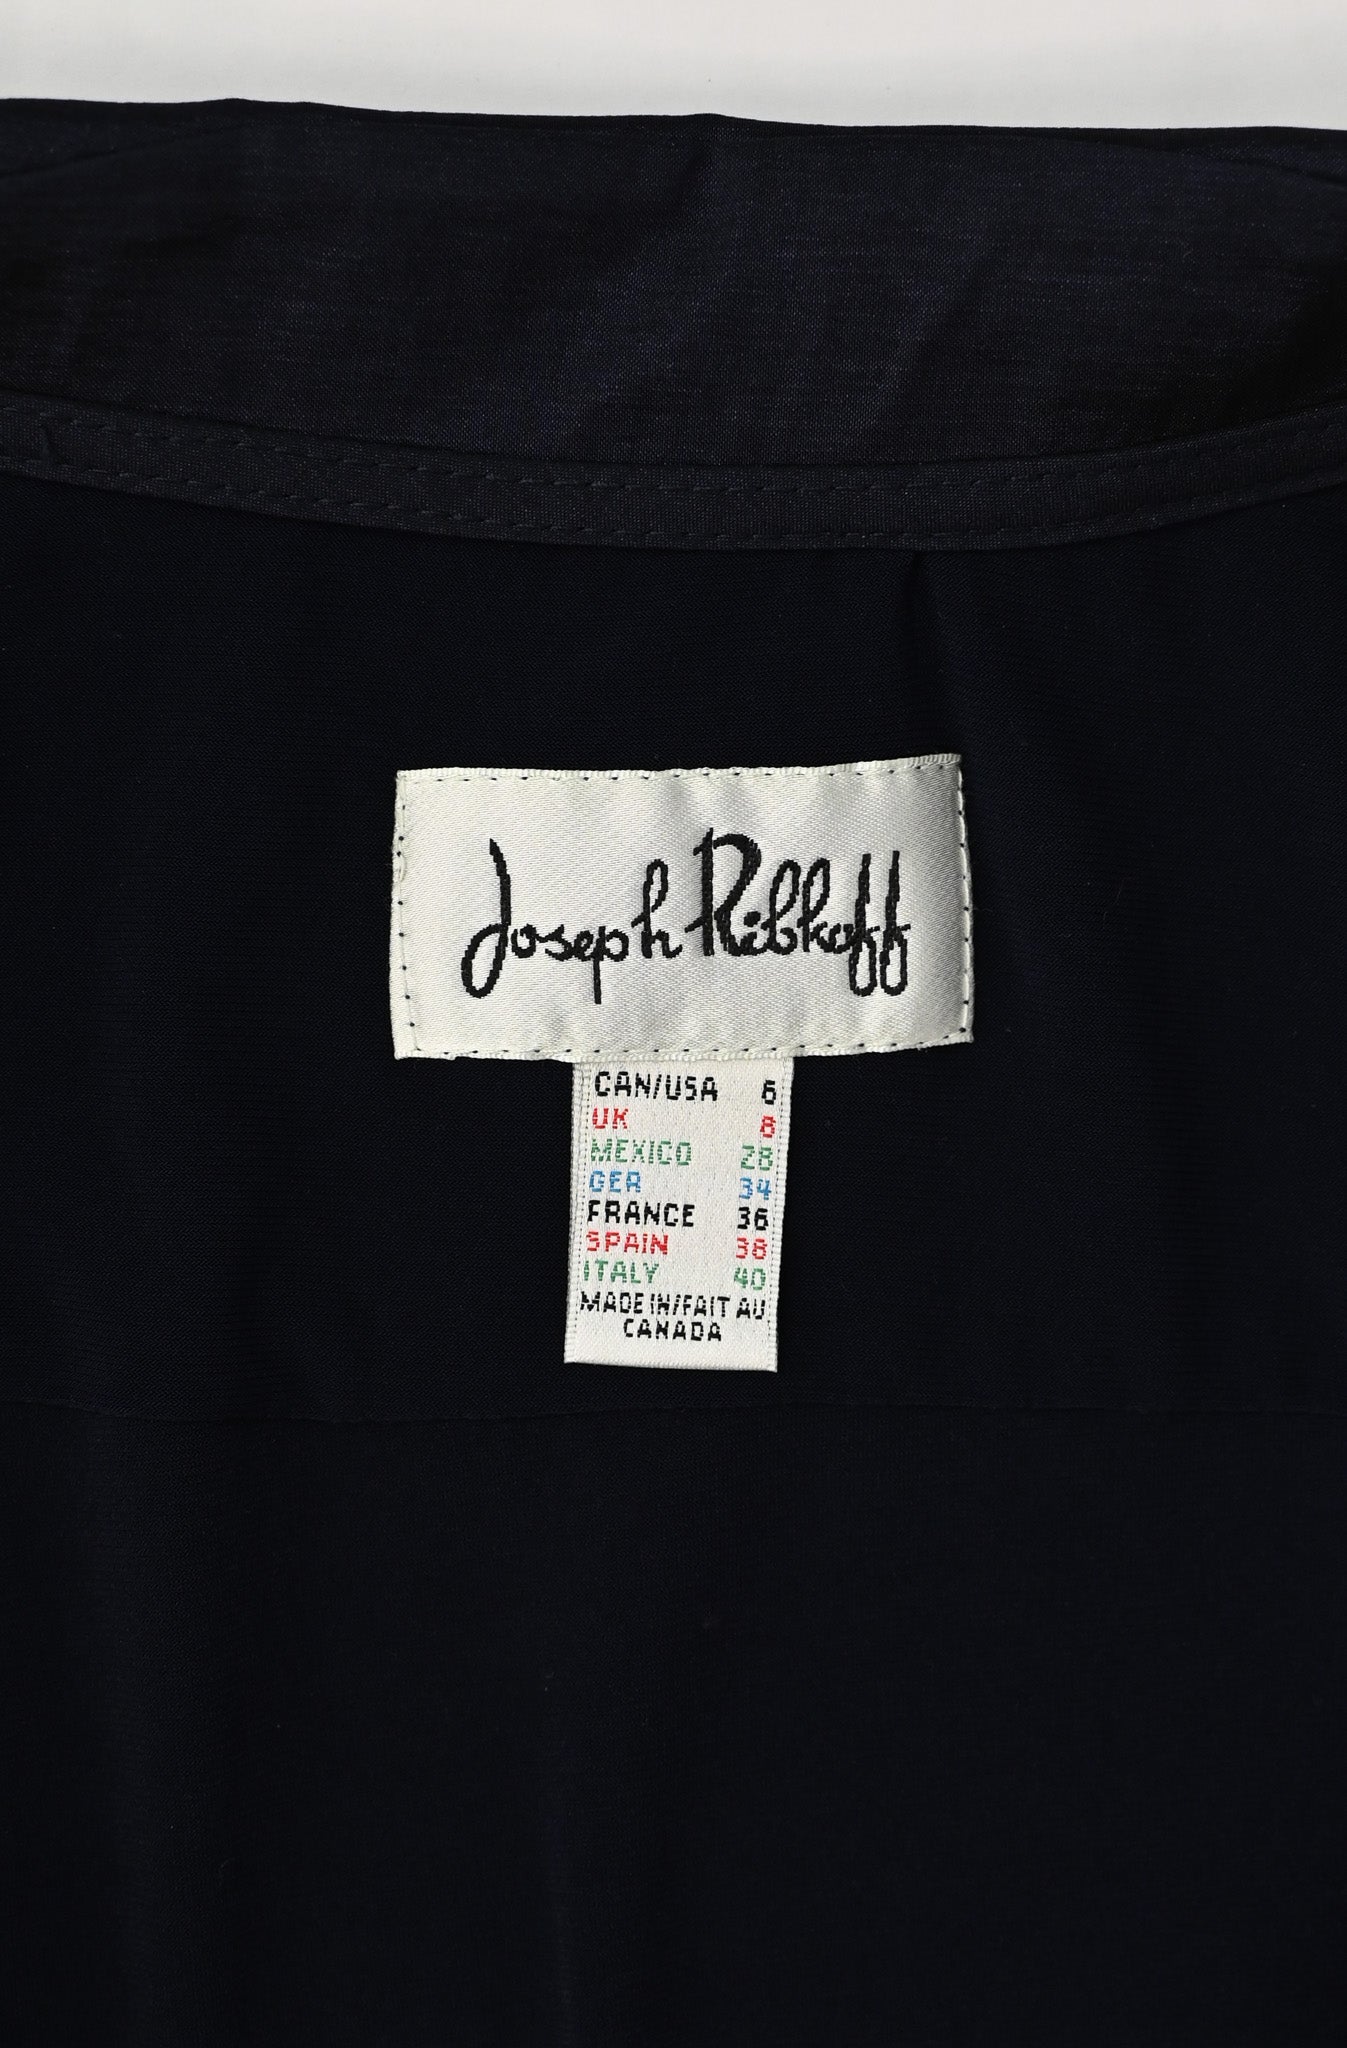 Joseph Ribkoff
CAN/USA 6
UK 8
MEXICO 28
GER 34
FRANCE 36
SPAIN 38
ITALY 40
MADE IN/FAIT AU
CANADA